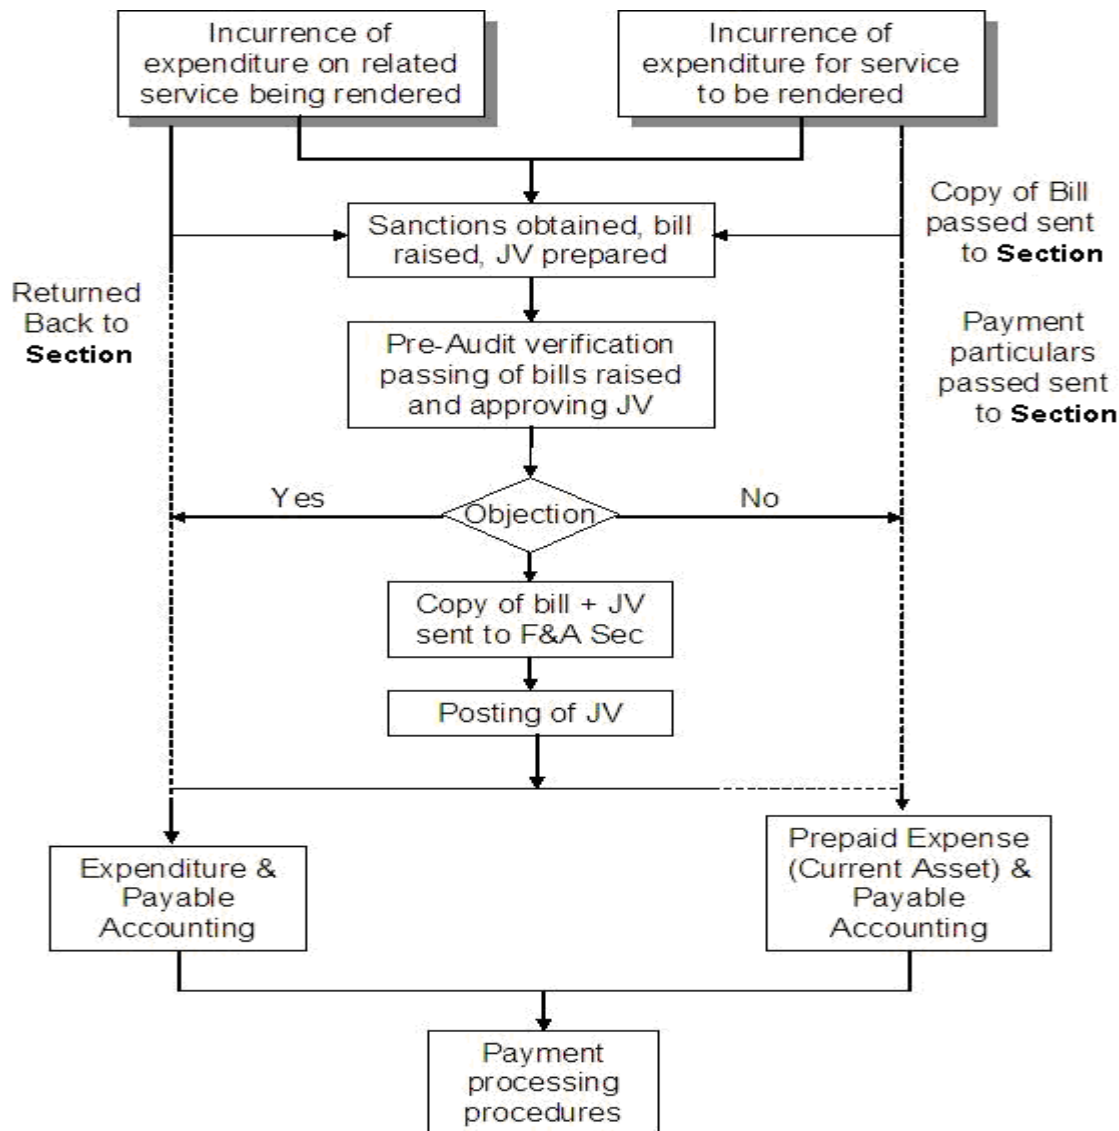 Incurrence of
expenditure on related
service being rendered
Incurrence of
expenditure for service
to be rendered
Sanctions obtained, bill
raised, JV prepared
Copy of Bill
passed sent
to Section
Returned
Back to
Section
Payment
particulars
passed sent
to Section
Pre-Audit verification
passing of bills raised
and approving JV
Yes
Objection
No
Copy of bill + JV
sent to F&A Sec
Posting of JV
Expenditure &
Payable
Accounting
Prepaid Expense
(Current Asset) &
Payable
Accounting
Payment
processing
procedures